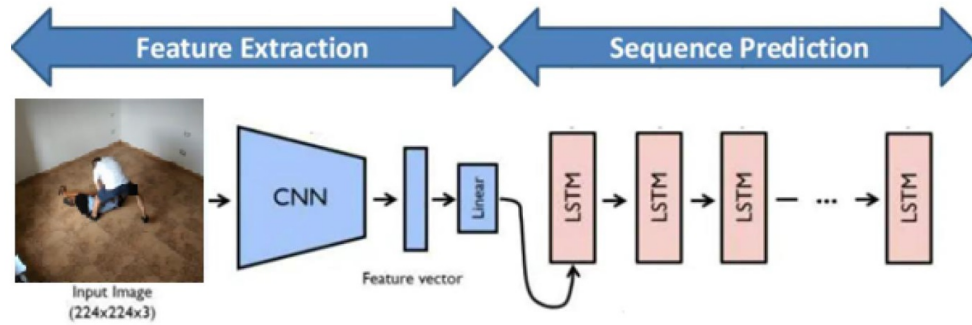 Feature Extraction
Sequence Prediction
CNN
Linear
LSTM
LSTM
LSTM
...
LSTM
Feature vector
Input Image
(224x224x3)